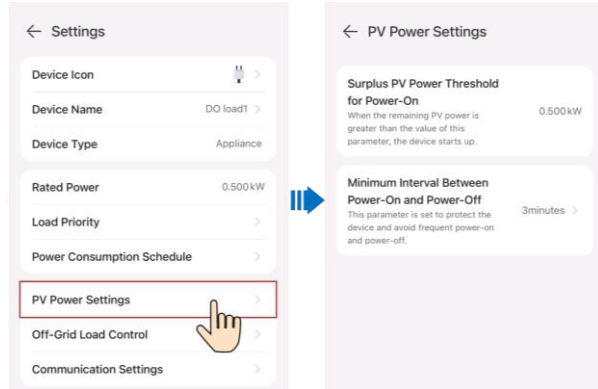 ← Settings
Device Icon
Device Name DO load1 >
Device Type Appliance
Rated Power 0.500 kW
Load Priority
Power Consumption Schedule
PV Power Settings
Off-Grid Load Control
Communication Settings
← PV Power Settings
Surplus PV Power Threshold
for Power-On
When the remaining PV power is
greater than the value of this
parameter, the device starts up.
0.500 kW
Minimum Interval Between
Power-On and Power-Off
This parameter is set to protect the
device and avoid frequent power-on
and power-off.
3minutes >